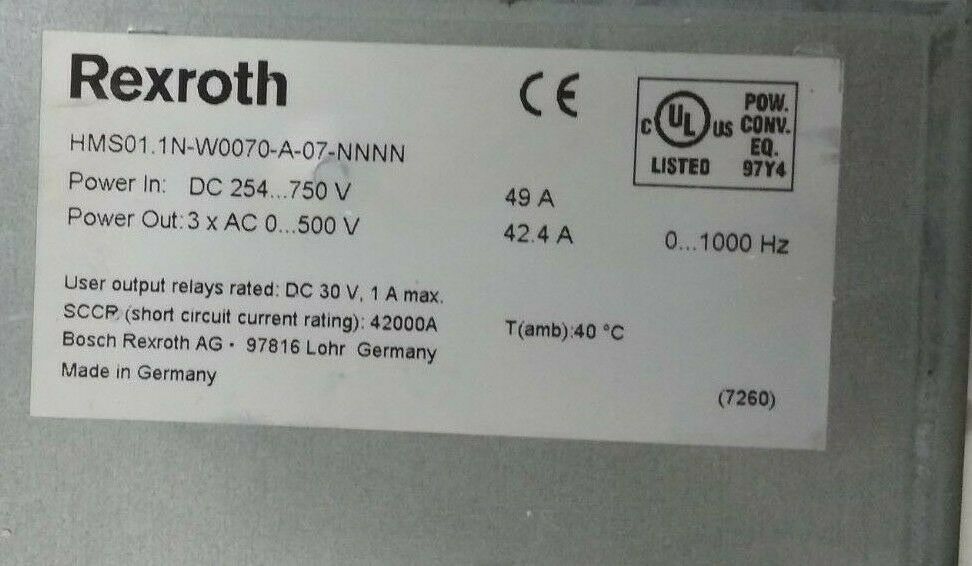 Rexroth
CE
C UL US
LISTED
POW.
CONV.
EQ.
97Y4
HMS01.1N-W0070-A-07-NNNN
Power In: DC 254...750 V 49 A
Power Out: 3 x AC 0...500 V 42.4 A 0...1000 Hz
User output relays rated: DC 30 V, 1 A max.
SCCR (short circuit current rating): 42000A T(amb):40 °C
Bosch Rexroth AG · 97816 Lohr Germany
Made in Germany
(7260)